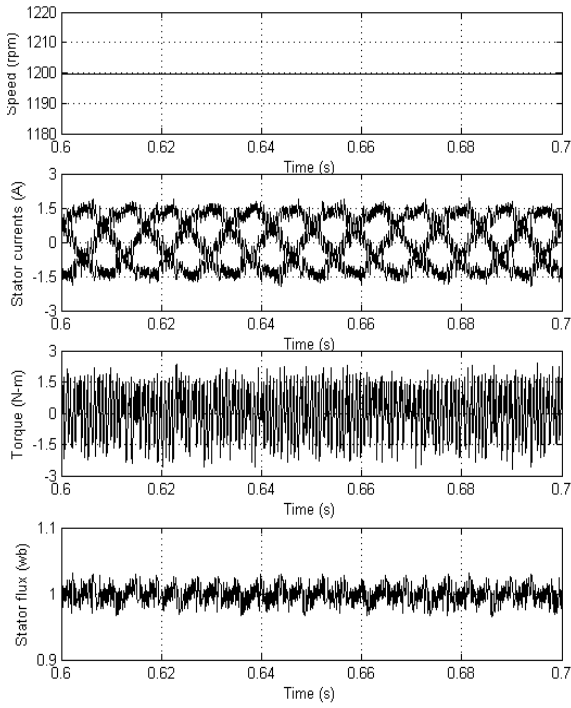 1220
1210
1200
1190
1180
Speed (rpm)
0.6 0.62 0.64 0.66 0.68 0.7
Time (s)
3
1.5
0
-1.5
-3
Stator currents (A)
0.6 0.62 0.64 0.66 0.68 0.7
Time (s)
3
1.5
0
-1.5
-3
Torque (N-m)
0.6 0.62 0.64 0.66 0.68 0.7
Time (s)
1.1
1
0.9
Stator flux (wb)
0.6 0.62 0.64 0.66 0.68 0.7
Time (s)